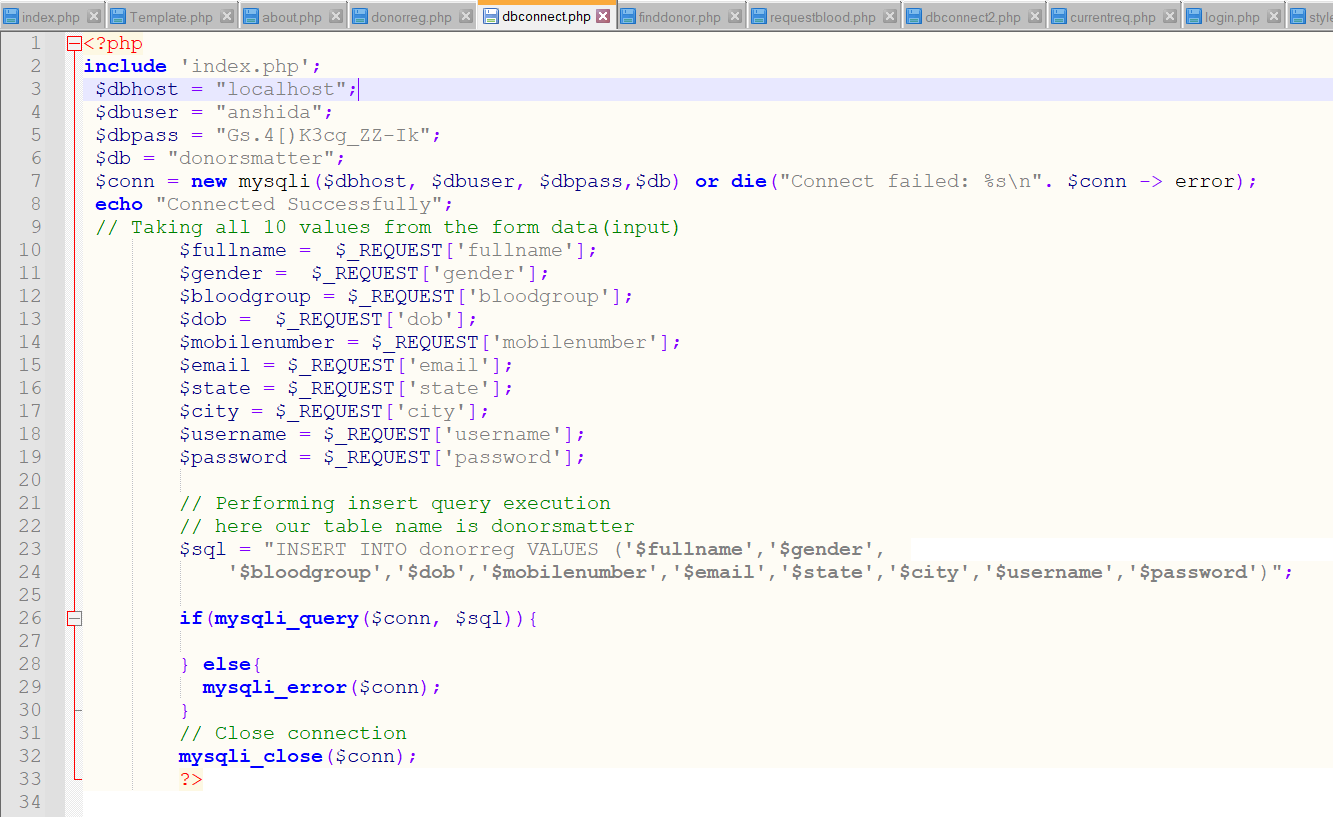 index.php Template.php about.php donorreg.php dbconnect.php finddonor.php requestblood.php dbconnect2.php currentreq.php login.php
1 <?php
2 include 'index.php';
3 $dbhost = "localhost";
4 $dbuser = "anshida";
5 $dbpass = "Gs.4[)K3cg_ZZ-Ik";
6 $db = "donorsmatter";
7 $conn = new mysqli($dbhost, $dbuser, $dbpass,$db) or die("Connect failed: %s\n". $conn -> error);
8 echo "Connected Successfully";
9 // Taking all 10 values from the form data(input)
10 $fullname =  $_REQUEST['fullname'];
11 $gender =  $_REQUEST['gender'];
12 $bloodgroup = $_REQUEST['bloodgroup'];
13 $dob =  $_REQUEST['dob'];
14 $mobilenumber = $_REQUEST['mobilenumber'];
15 $email = $_REQUEST['email'];
16 $state = $_REQUEST['state'];
17 $city = $_REQUEST['city'];
18 $username = $_REQUEST['username'];
19 $password = $_REQUEST['password'];
20
21 // Performing insert query execution
22 // here our table name is donorsmatter
23 $sql = "INSERT INTO donorreg VALUES ('$fullname','$gender',
24 '$bloodgroup','$dob','$mobilenumber','$email','$state','$city','$username','$password')";
25
26 if(mysqli_query($conn, $sql)){
27
28 } else{
29 mysqli_error($conn);
30 }
31 // Close connection
32 mysqli_close($conn);
33 ?>
34